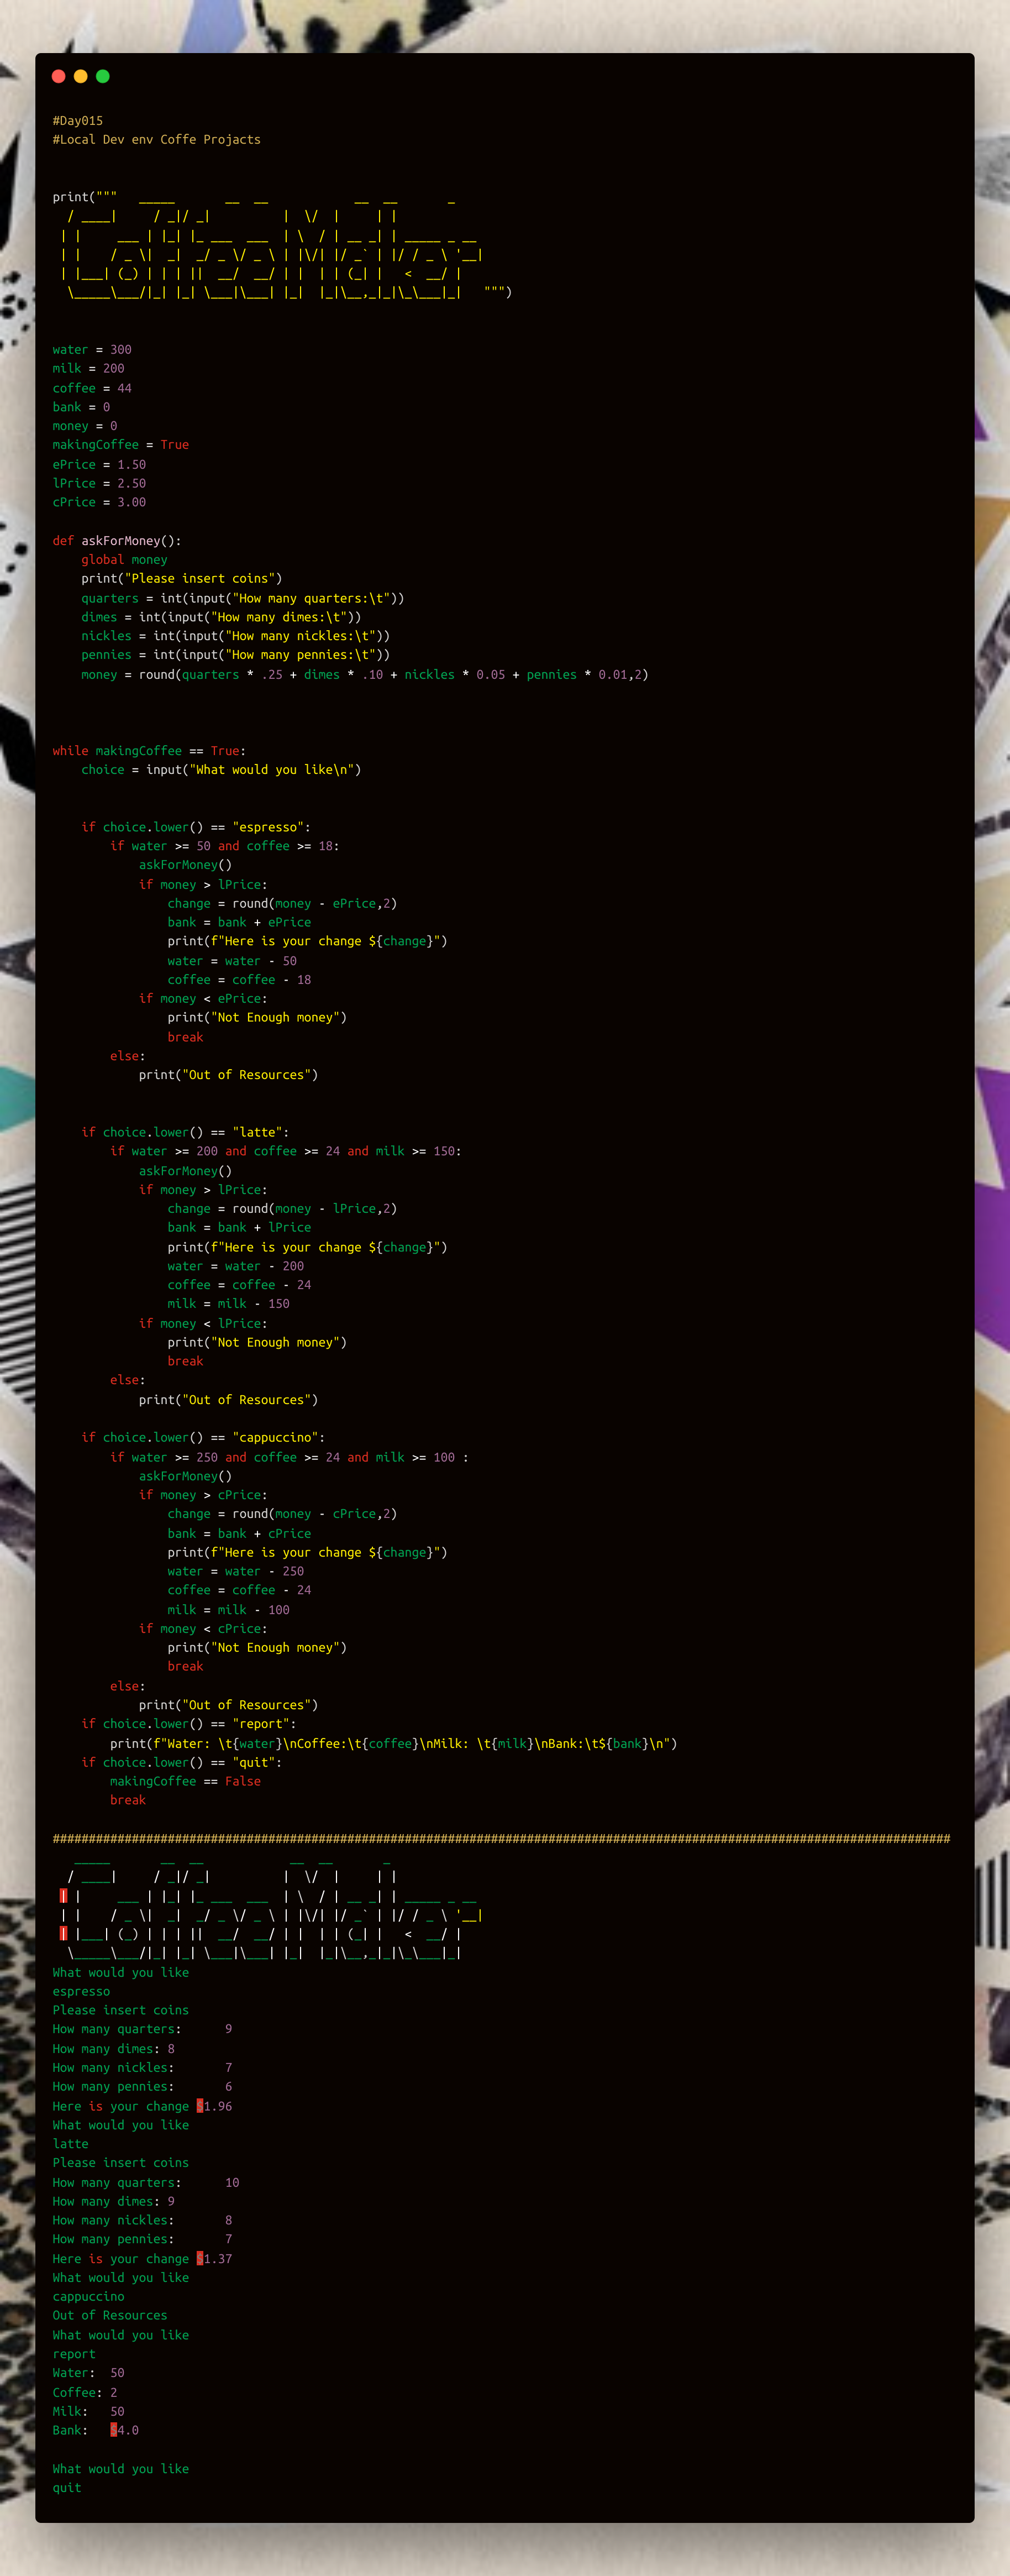 #Day015
#Local Dev env Coffe Projacts
print("""   _____       __  __            __  __       _
  / ____|     / _|/ _|          |  \/  |     | |
 | |     ___ | |_| |_ ___  ___  | \  / | __ _| | _____ _ __
 | |    / _ \|  _|  _/ _ \/ _ \ | |\/| |/ _` | |/ / _ \ '__|
 | |___| (_) | | | ||  __/  __/ | |  | | (_| |   <  __/ |
  \_____\___/|_| |_| \___|\___| |_|  |_|\__,_|_|\_\___|_|   """)
water = 300
milk = 200
coffee = 44
bank = 0
money = 0
makingCoffee = True
ePrice = 1.50
lPrice = 2.50
cPrice = 3.00
def askForMoney():
    global money
    print("Please insert coins")
    quarters = int(input("How many quarters:\t"))
    dimes = int(input("How many dimes:\t"))
    nickles = int(input("How many nickles:\t"))
    pennies = int(input("How many pennies:\t"))
    money = round(quarters * .25 + dimes * .10 + nickles * 0.05 + pennies * 0.01,2)
while makingCoffee == True:
    choice = input("What would you like\n")
    if choice.lower() == "espresso":
        if water >= 50 and coffee >= 18:
            askForMoney()
            if money > lPrice:
                change = round(money - ePrice,2)
                bank = bank + ePrice
                print(f"Here is your change ${change}")
                water = water - 50
                coffee = coffee - 18
            if money < ePrice:
                print("Not Enough money")
                break
        else:
            print("Out of Resources")
    if choice.lower() == "latte":
        if water >= 200 and coffee >= 24 and milk >= 150:
            askForMoney()
            if money > lPrice:
                change = round(money - lPrice,2)
                bank = bank + lPrice
                print(f"Here is your change ${change}")
                water = water - 200
                coffee = coffee - 24
                milk = milk - 150
            if money < lPrice:
                print("Not Enough money")
                break
        else:
            print("Out of Resources")
    if choice.lower() == "cappuccino":
        if water >= 250 and coffee >= 24 and milk >= 100 :
            askForMoney()
            if money > cPrice:
                change = round(money - cPrice,2)
                bank = bank + cPrice
                print(f"Here is your change ${change}")
                water = water - 250
                coffee = coffee - 24
                milk = milk - 100
            if money < cPrice:
                print("Not Enough money")
                break
        else:
            print("Out of Resources")
    if choice.lower() == "report":
        print(f"Water: \t{water}\nCoffee:\t{coffee}\nMilk: \t{milk}\nBank:\t${bank}\n")
    if choice.lower() == "quit":
        makingCoffee == False
        break
#############################################################################################################################
   _____       __  __            __  __       _
  / ____|     / _|/ _|          |  \/  |     | |
 | |     ___ | |_| |_ ___  ___  | \  / | __ _| | _____ _ __
 | |    / _ \|  _|  _/ _ \/ _ \ | |\/| |/ _` | |/ / _ \ '__|
 | |___| (_) | | | ||  __/  __/ | |  | | (_| |   <  __/ |
  \_____\___/|_| |_| \___|\___| |_|  |_|\__,_|_|\_\___|_|
What would you like
espresso
Please insert coins
How many quarters:      9
How many dimes: 8
How many nickles:       7
How many pennies:       6
Here is your change $1.96
What would you like
latte
Please insert coins
How many quarters:      10
How many dimes: 9
How many nickles:       8
How many pennies:       7
Here is your change $1.37
What would you like
cappuccino
Out of Resources
What would you like
report
Water:  50
Coffee: 2
Milk:   50
Bank:   $4.0
What would you like
quit